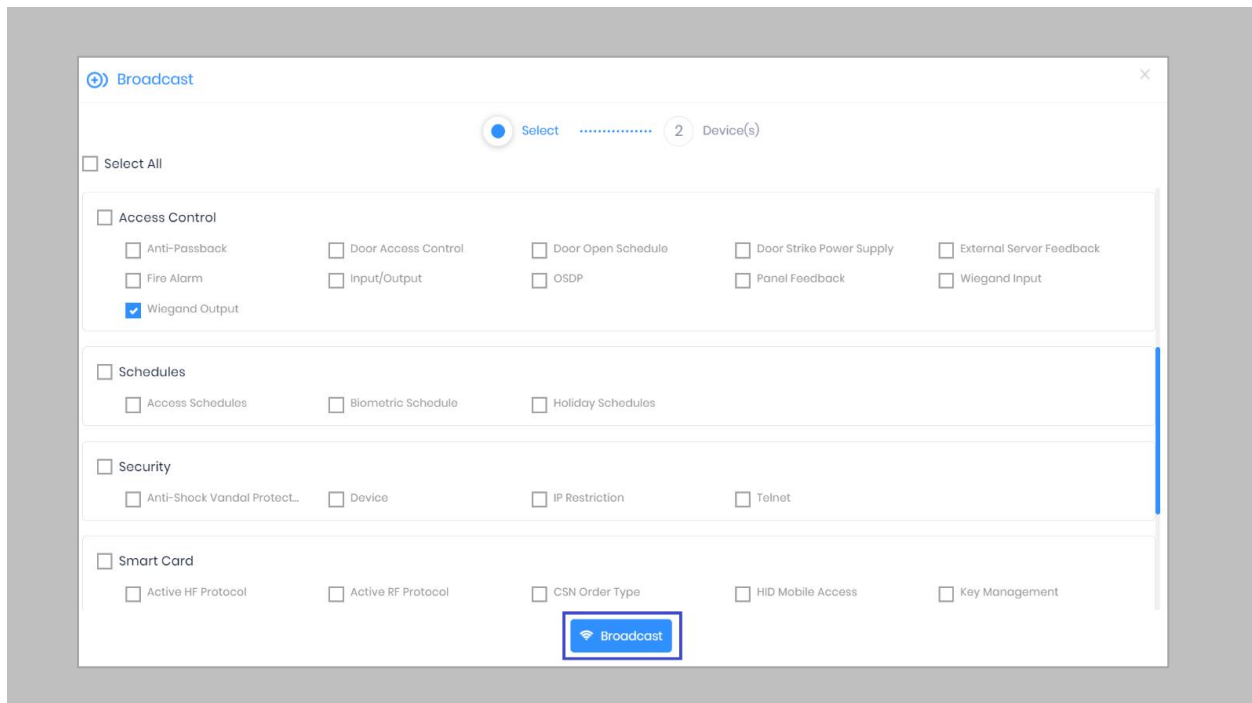 Broadcast
Select 2 Device(s)
Select All
Access Control
Anti-Passback Door Access Control Door Open Schedule Door Strike Power Supply External Server Feedback
Fire Alarm Input/Output OSDP Panel Feedback Wiegand Input
Wiegand Output
Schedules
Access Schedules Biometric Schedule Holiday Schedules
Security
Anti-Shock Vandal Protect... Device IP Restriction Telnet
Smart Card
Active HF Protocol Active RF Protocol CSN Order Type HID Mobile Access Key Management
Broadcast